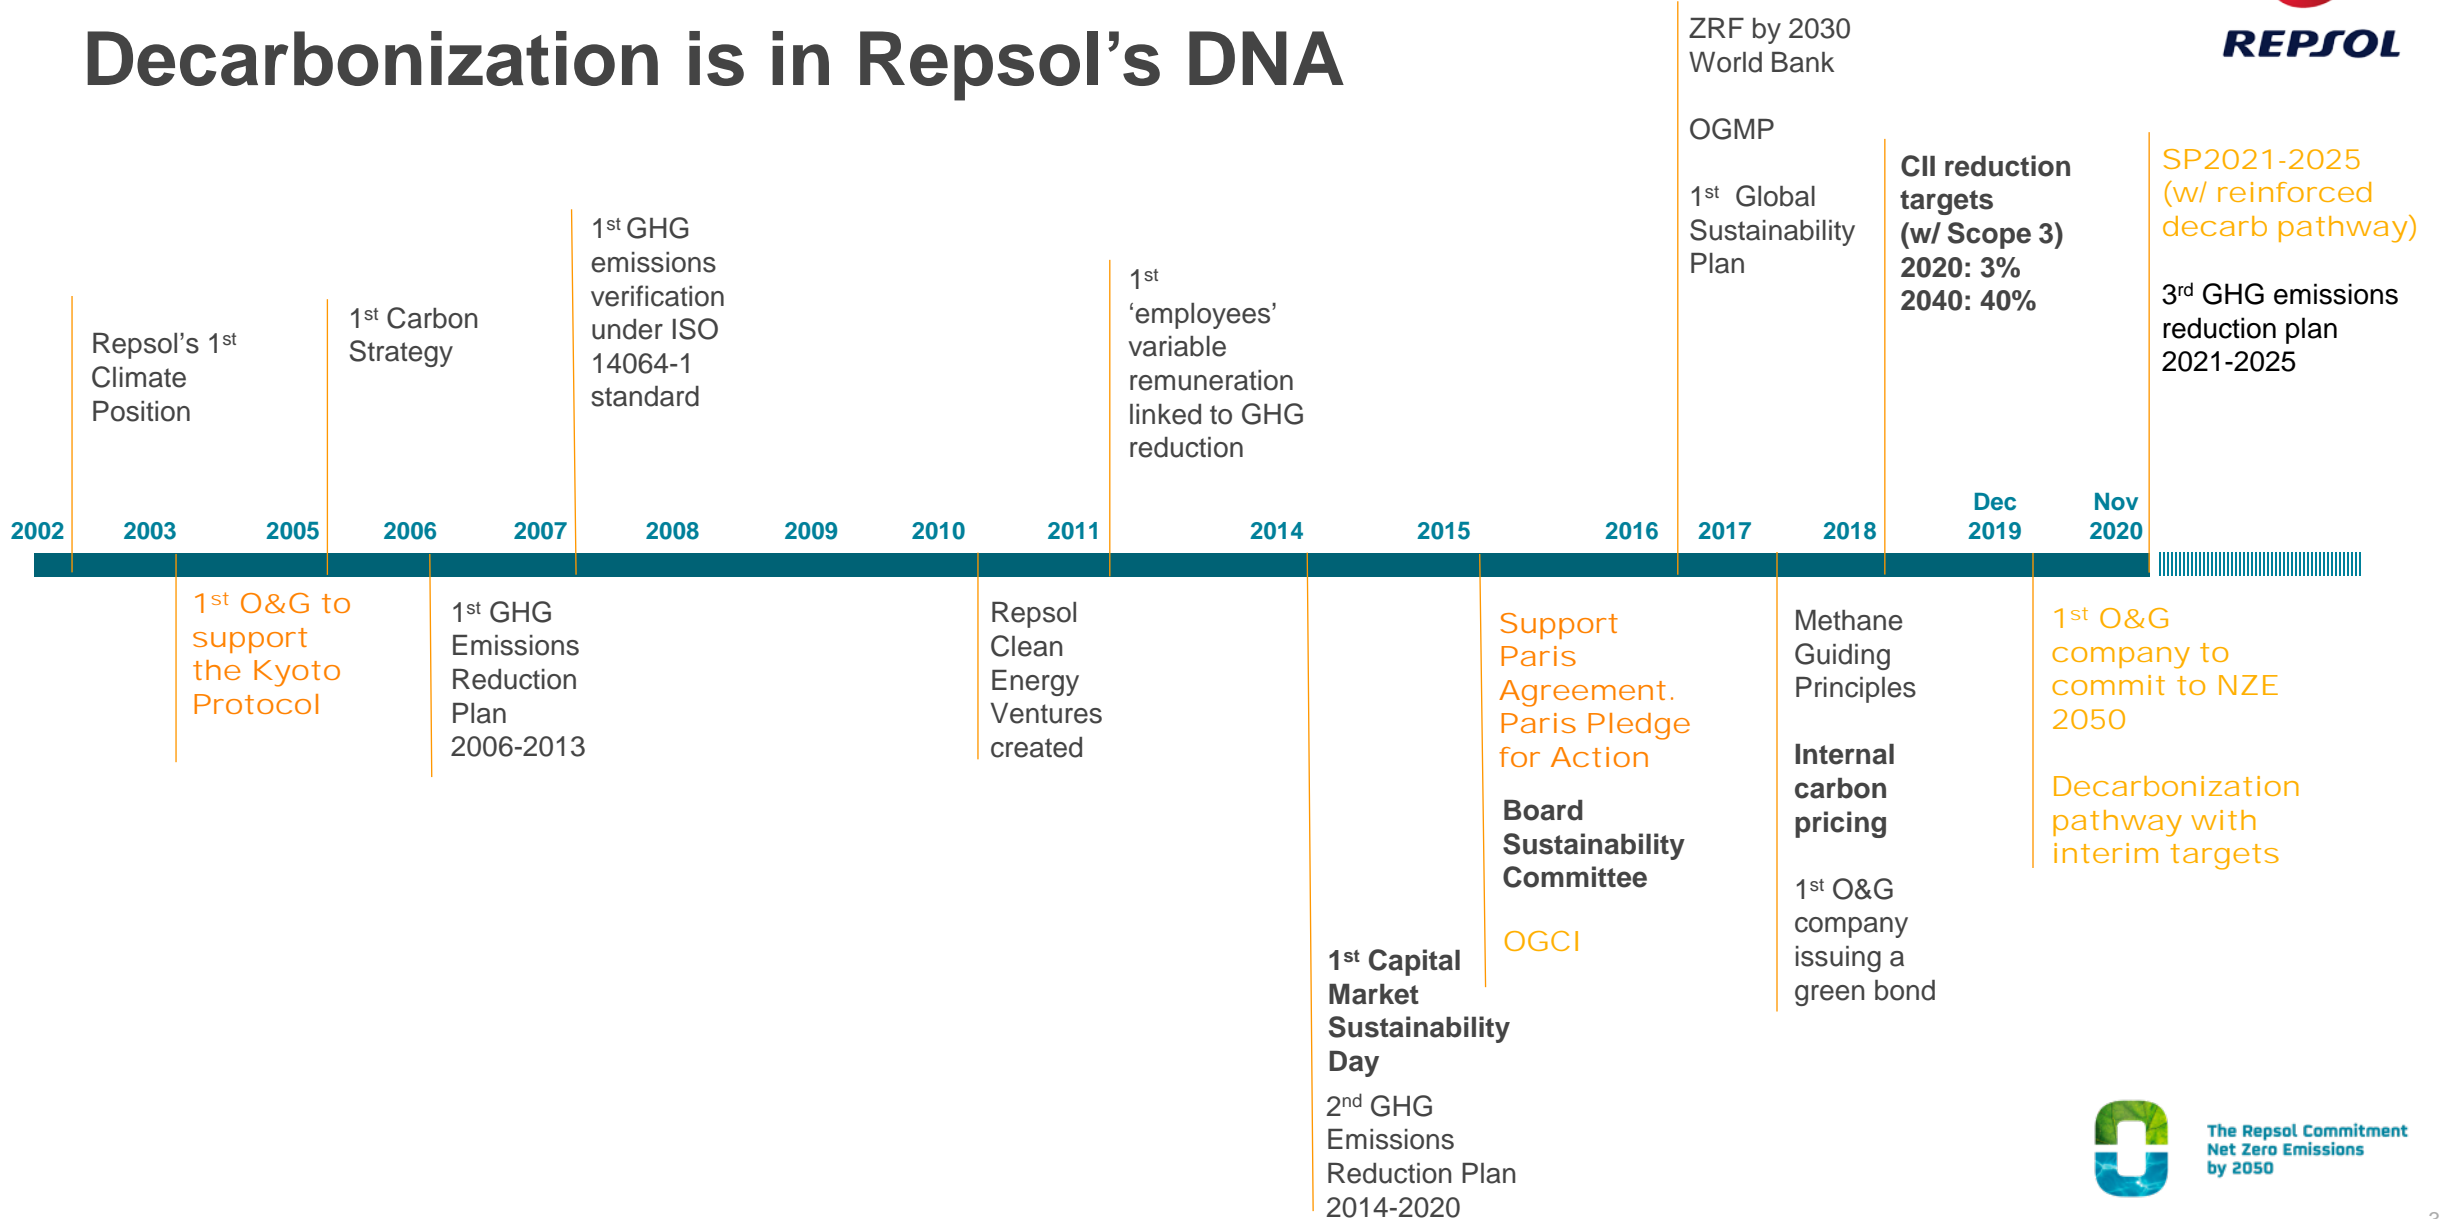 Decarbonization is in Repsol’s DNA
REPSOL
ZRF by 2030
World Bank
OGMP
1st Global
Sustainability
Plan
CII reduction
targets
(w/ Scope 3)
2020: 3%
2040: 40%
SP2021-2025
(w/ reinforced
decarb pathway)
3rd GHG emissions
reduction plan
2021-2025
Repsol’s 1st
Climate
Position
1st Carbon
Strategy
1st GHG
emissions
verification
under ISO
14064-1
standard
1st
‘employees’
variable
remuneration
linked to GHG
reduction
2002
2003
2005
2006
2007
2008
2009
2010
2011
2014
2015
2016
2017
2018
Dec
2019
Nov
2020
1st O&G to
support
the Kyoto
Protocol
1st GHG
Emissions
Reduction
Plan
2006-2013
Repsol
Clean
Energy
Ventures
created
1st Capital
Market
Sustainability
Day
2nd GHG
Emissions
Reduction Plan
2014-2020
Support
Paris
Agreement.
Paris Pledge
for Action
Board
Sustainability
Committee
OGCI
Methane
Guiding
Principles
Internal
carbon
pricing
1st O&G
company
issuing a
green bond
1st O&G
company to
commit to NZE
2050
Decarbonization
pathway with
interim targets
The Repsol Commitment
Net Zero Emissions
by 2050